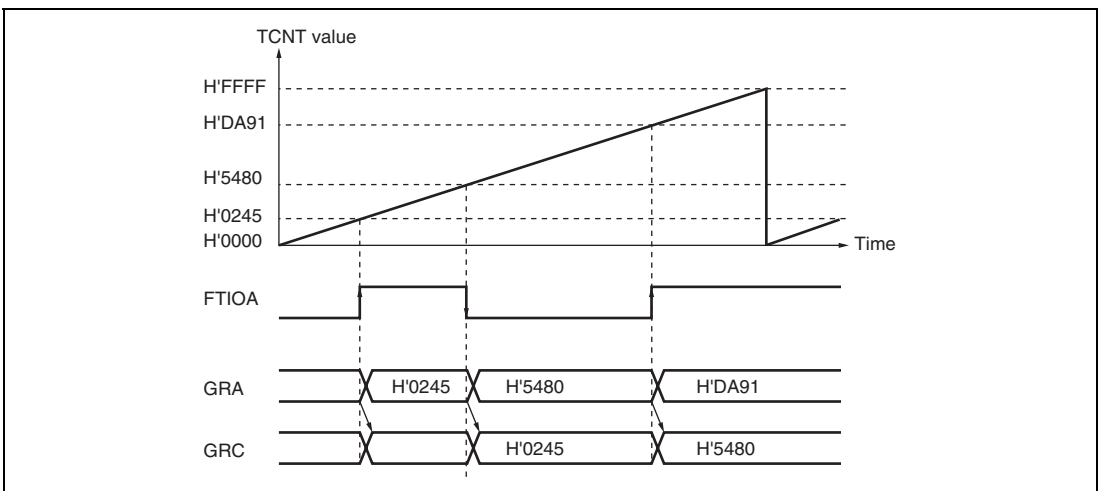 TCNT value
H'FFFF
H'DA91
H'5480
H'0245
H'0000
Time
FTIOA
GRA
H'0245
H'5480
H'DA91
GRC
H'0245
H'5480